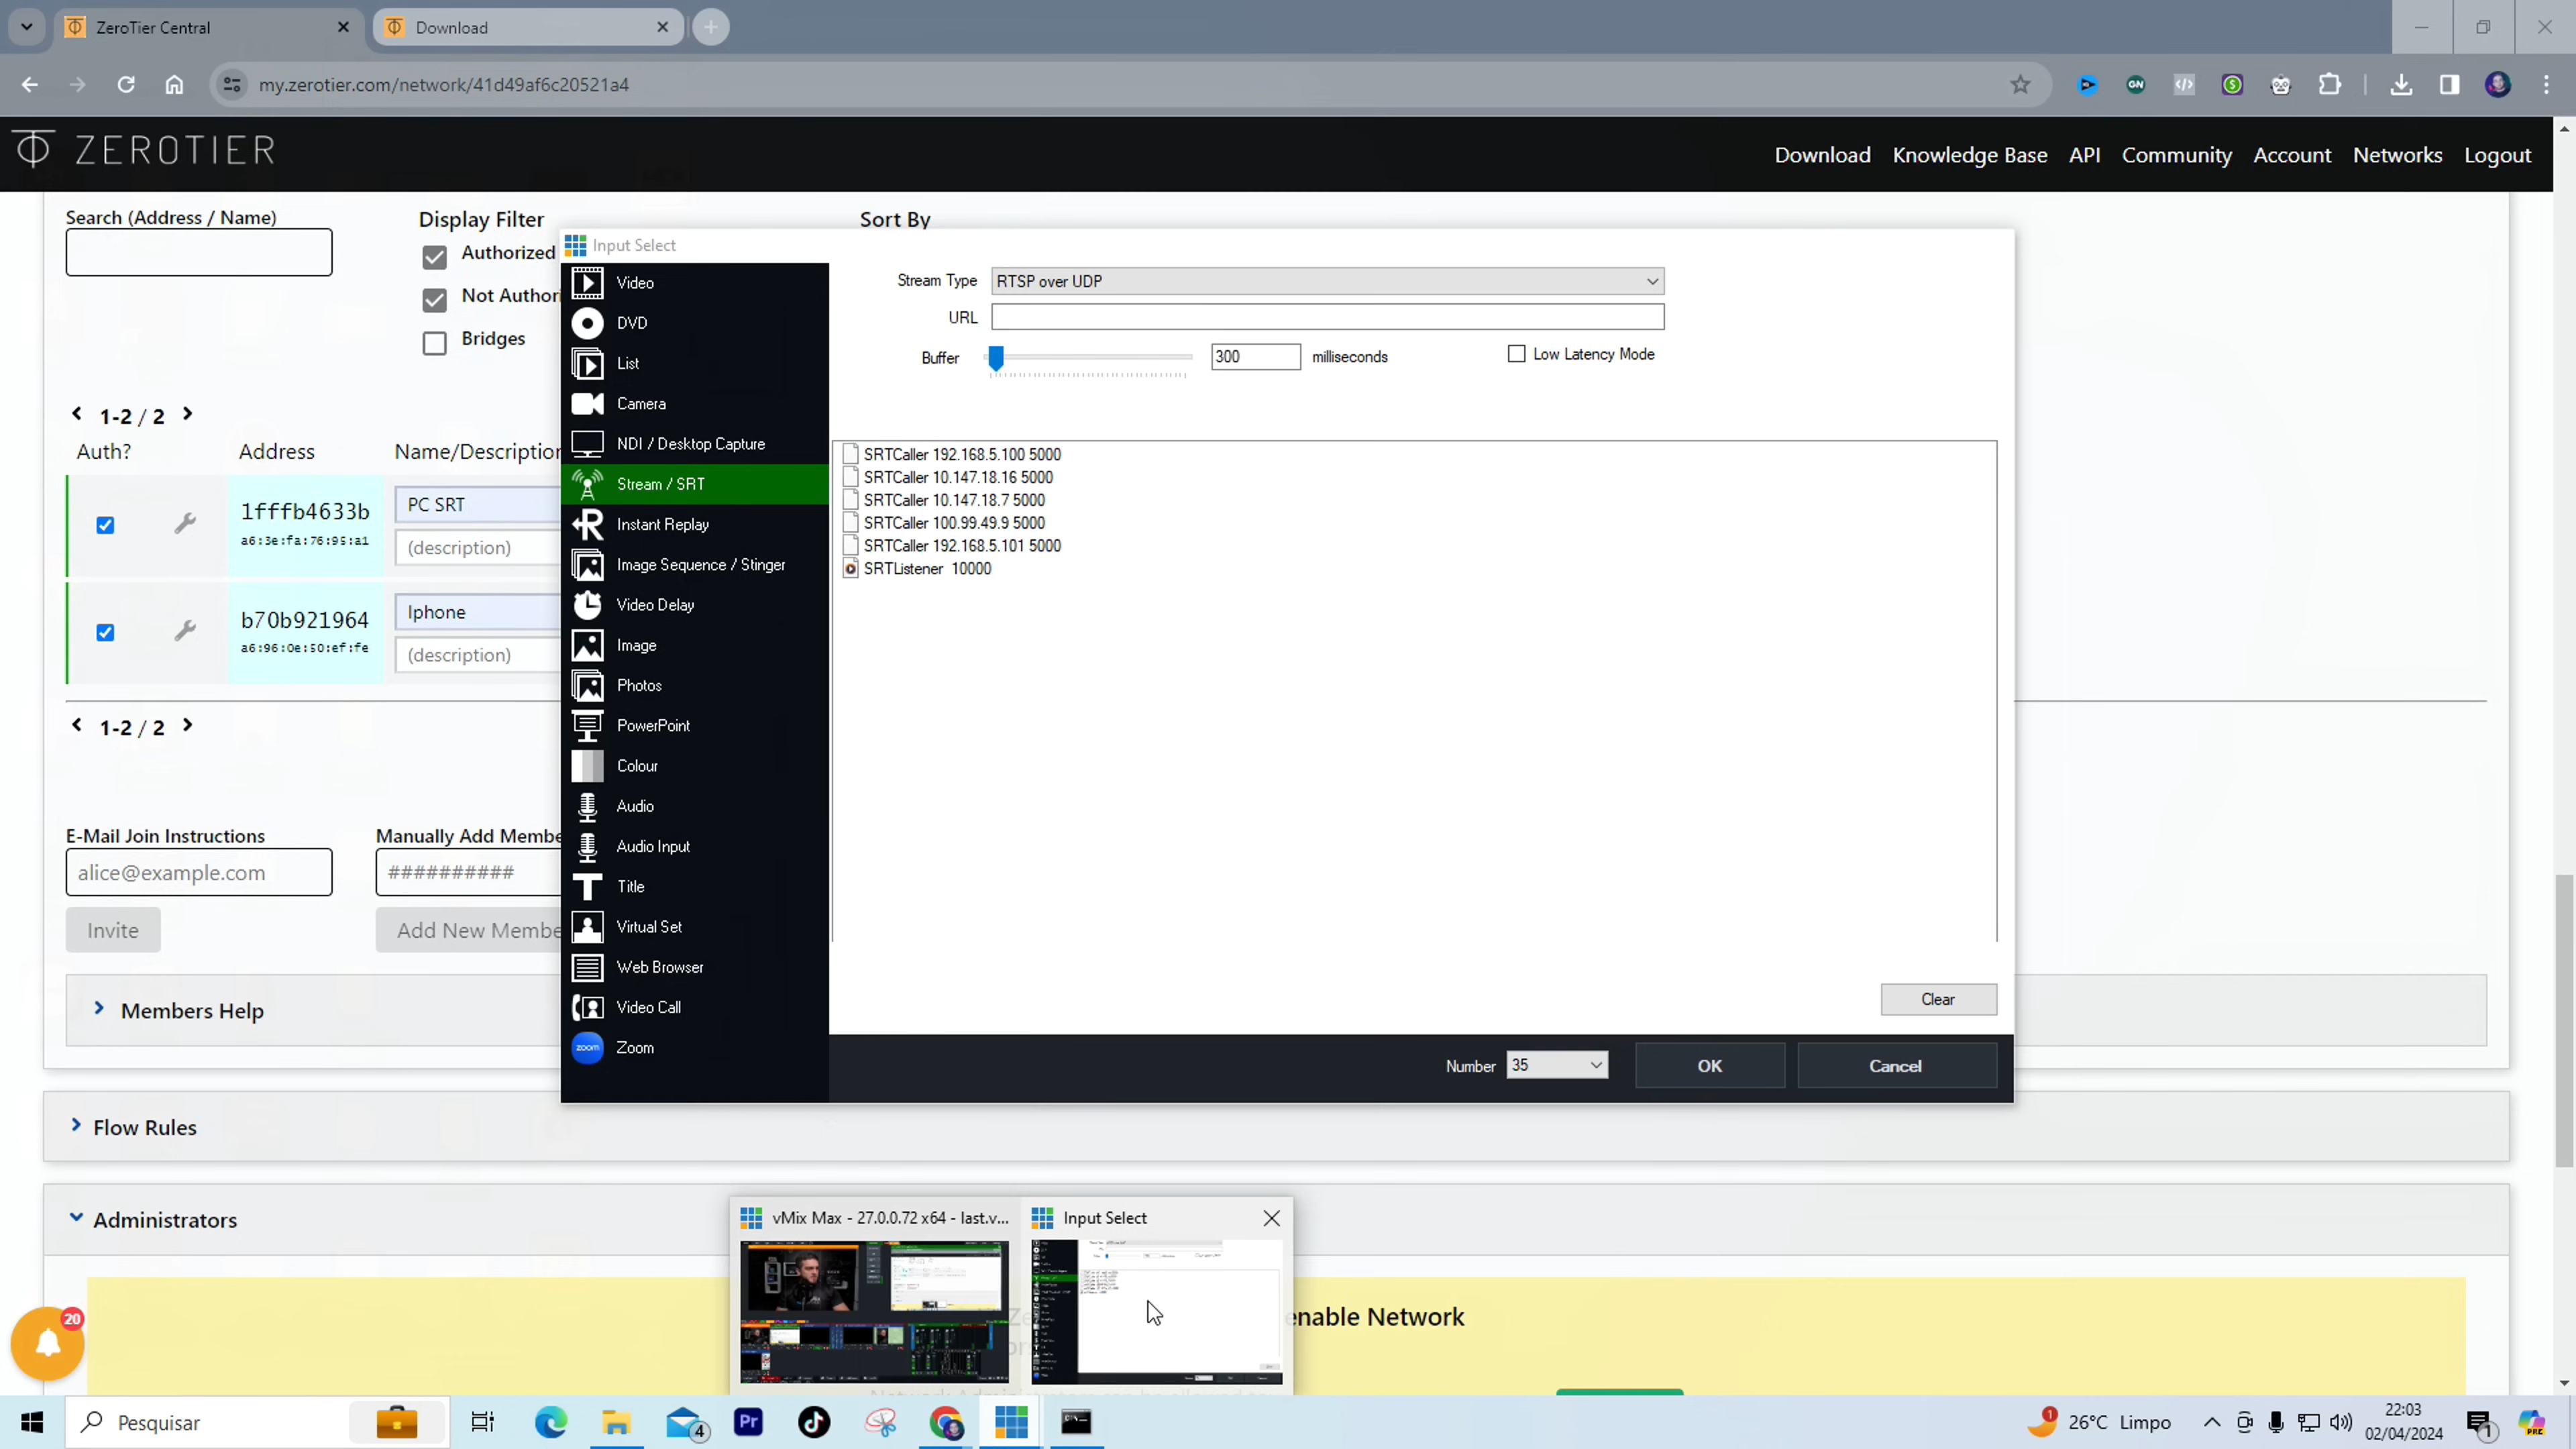 ZeroTier Central
Download
my.zerotier.com/network/41d49af6c20521a4
GN
ZEROTIER
Download Knowledge Base API Community Account Networks Logout
Search (Address / Name)
Display Filter
Sort By
Authorized
Not Authori
Bridges
Input Select
Video
DVD
List
Camera
NDI / Desktop Capture
Stream / SRT
Instant Replay
Image Sequence / Stinger
Video Delay
Image
Photos
PowerPoint
Colour
Audio
Audio Input
Title
Virtual Set
Web Browser
Video Call
zoom Zoom
Stream Type RTSP over UDP
URL
Buffer 300 milliseconds Low Latency Mode
SRTCaller 192.168.5.100 5000
SRTCaller 10.147.18.16 5000
SRTCaller 10.147.18.7 5000
SRTCaller 100.99.49.9 5000
SRTCaller 192.168.5.101 5000
SRTListener 10000
Clear
Number 35 OK Cancel
1-2 / 2
Auth? Address Name/Description
1fffb4633b PC SRT
a6:3e:fa:76:95:a1 (description)
b70b921964 Iphone
a6:96:0e:50:ef:fe (description)
1-2 / 2
E-Mail Join Instructions Manually Add Membe
alice@example.com ##########
Invite Add New Membe
Members Help
Flow Rules
Administrators
vMix Max - 27.0.0.72 x64 - last.v... Input Select
enable Network
20
Pesquisar
4
Pr
26°C Limpo
1
22:03
02/04/2024
1
PRE